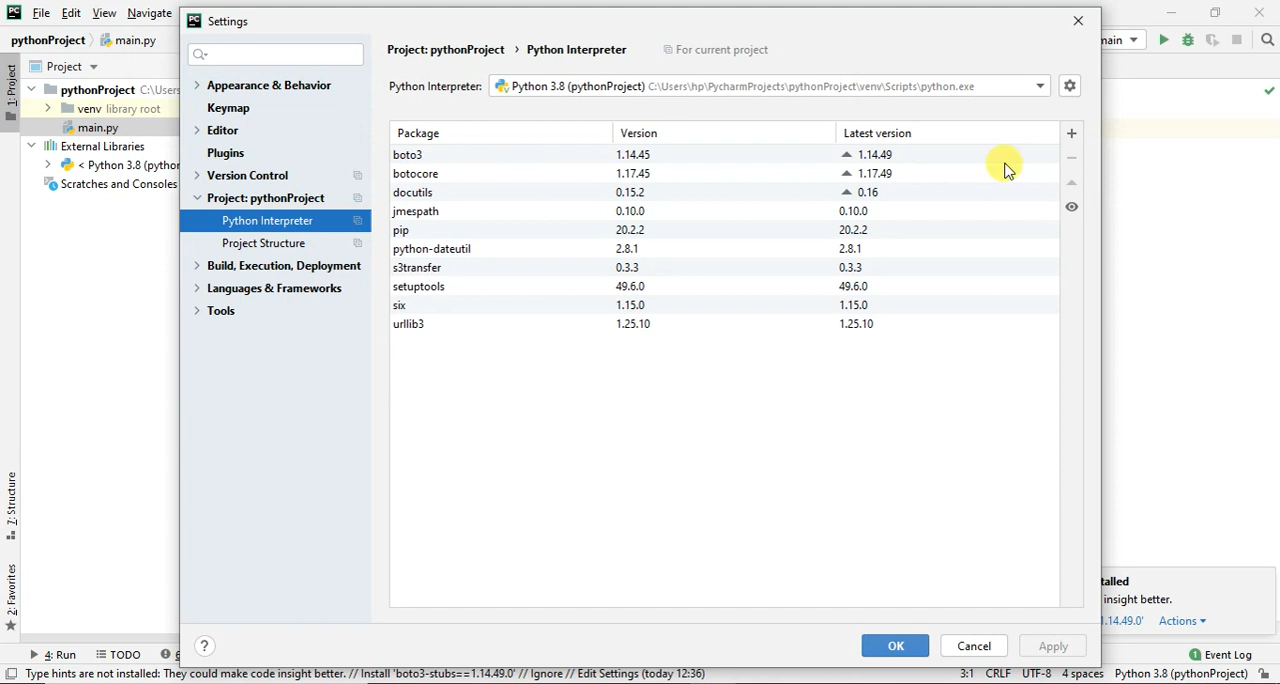 PC File Edit View Navigate
PC Settings
pythonProject main.py
main
Project
1: Project
pythonProject C:\Users
venv library root
main.py
External Libraries
< Python 3.8 (python
Scratches and Consoles
Z: Structure
2: Favorites
Appearance & Behavior
Keymap
Editor
Plugins
Version Control
Project: pythonProject
Python Interpreter
Project Structure
Build, Execution, Deployment
Languages & Frameworks
Tools
Project: pythonProject › Python Interpreter For current project
Python Interpreter: Python 3.8 (pythonProject) C:\Users\hp\PycharmProjects\pythonProject\venv\Scripts\python.exe
Package Version Latest version
boto3 1.14.45 1.14.49
botocore 1.17.45 1.17.49
docutils 0.15.2 0.16
jmespath 0.10.0 0.10.0
pip 20.2.2 20.2.2
python-dateutil 2.8.1 2.8.1
s3transfer 0.3.3 0.3.3
setuptools 49.6.0 49.6.0
six 1.15.0 1.15.0
urllib3 1.25.10 1.25.10
? OK Cancel Apply
talled
insight better.
1.14.49.0' Actions
4: Run TODO 6 1 Event Log
Type hints are not installed: They could make code insight better. // Install 'boto3-stubs==1.14.49.0' // Ignore // Edit Settings (today 12:36) 3:1 CRLF UTF-8 4 spaces Python 3.8 (pythonProject)